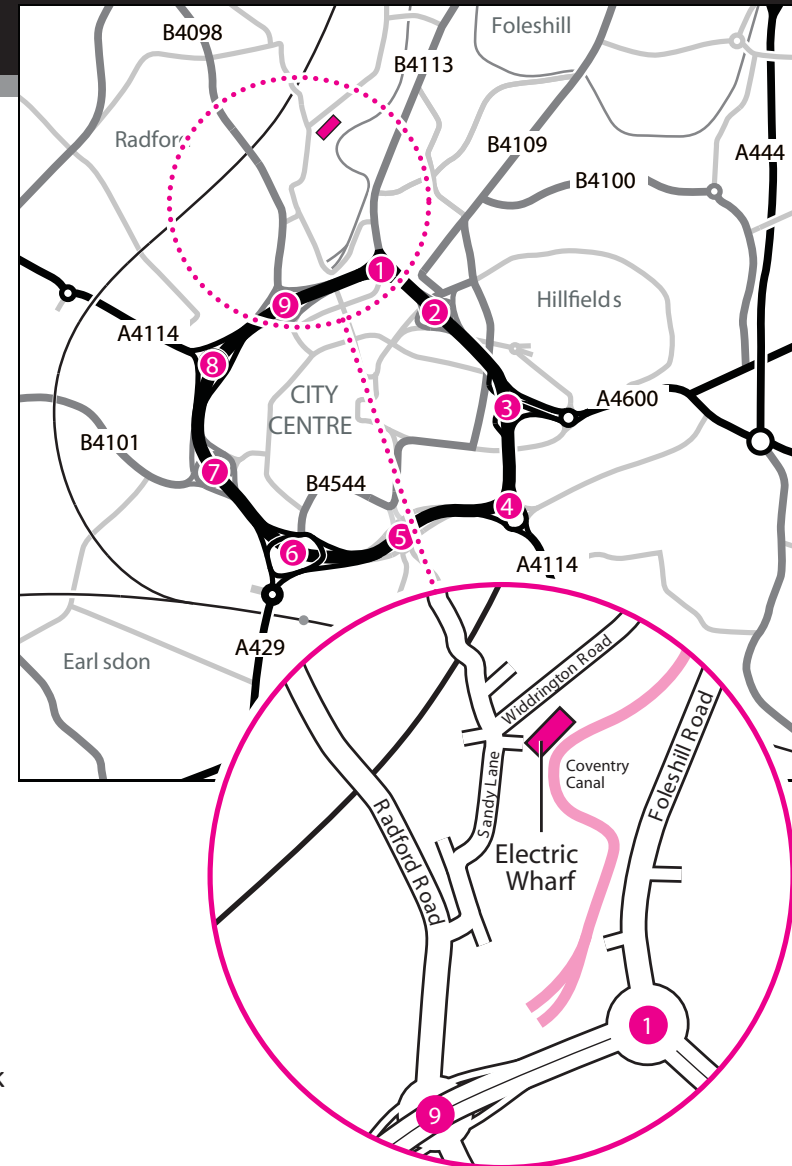 B4098
Foleshill
B4113
Radford
B4109
A444
B4100
1
9
2
Hillfields
A4114
8
CITY
CENTRE
3
A4600
B4101
7
B4544
4
5
6
A4114
A429
Earlsdon
Widdrington Road
Sandy Lane
Coventry
Canal
Foleshill Road
Radford Road
Electric
Wharf
1
9
k